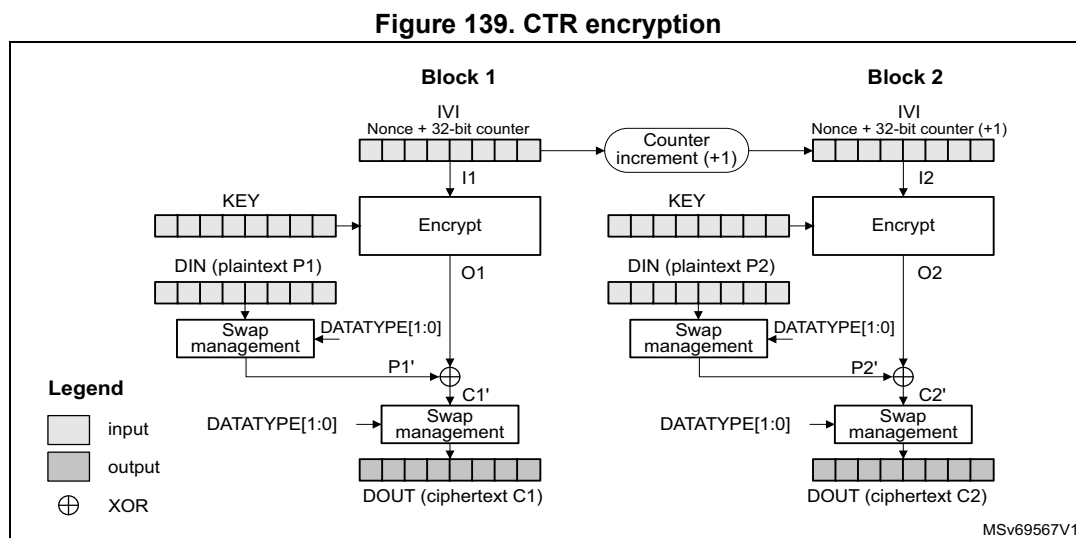 Figure 139. CTR encryption
Block 1
Block 2
IVI
Nonce + 32-bit counter
Counter
increment (+1)
IVI
Nonce + 32-bit counter (+1)
I1
I2
KEY
Encrypt
KEY
Encrypt
DIN (plaintext P1)
O1
DIN (plaintext P2)
O2
Swap
management
DATATYPE[1:0]
Swap
management
DATATYPE[1:0]
P1'
P2'
C1'
C2'
Legend
input
output
XOR
DATATYPE[1:0]
Swap
management
DATATYPE[1:0]
Swap
management
DOUT (ciphertext C1)
DOUT (ciphertext C2)
MSv69567V1